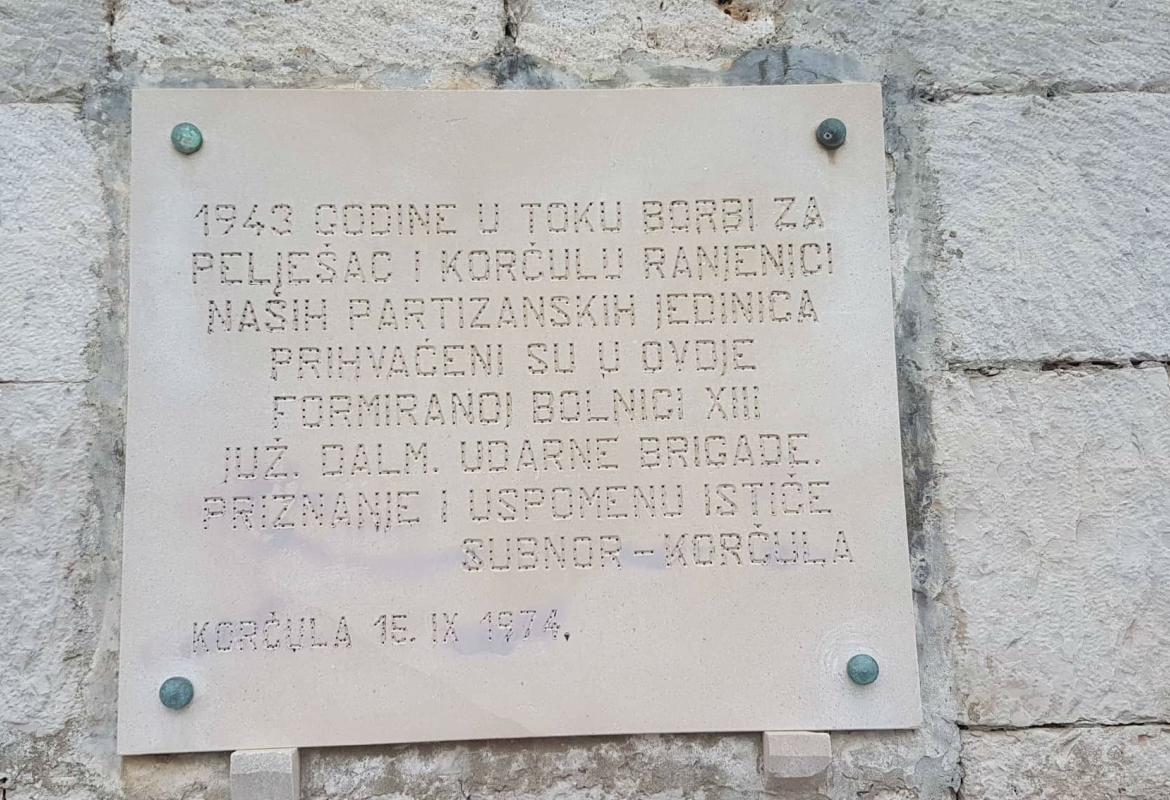 1943 GODINE U TOKU BORBI ZA
PELJEŠAC I KORČULU RANJENICI
NAŠIH PARTIZANSKIH JEDINICA
PRIHVAĆENI SU U OVDJE
FORMIRANOJ BOLNICI XIII
JUŽ. DALM. UDARNE BRIGADE.
PRIZNANJE I USPOMENU ISTIČE
SUBNOR-KORČULA
KORČULA 15. IX 1974.